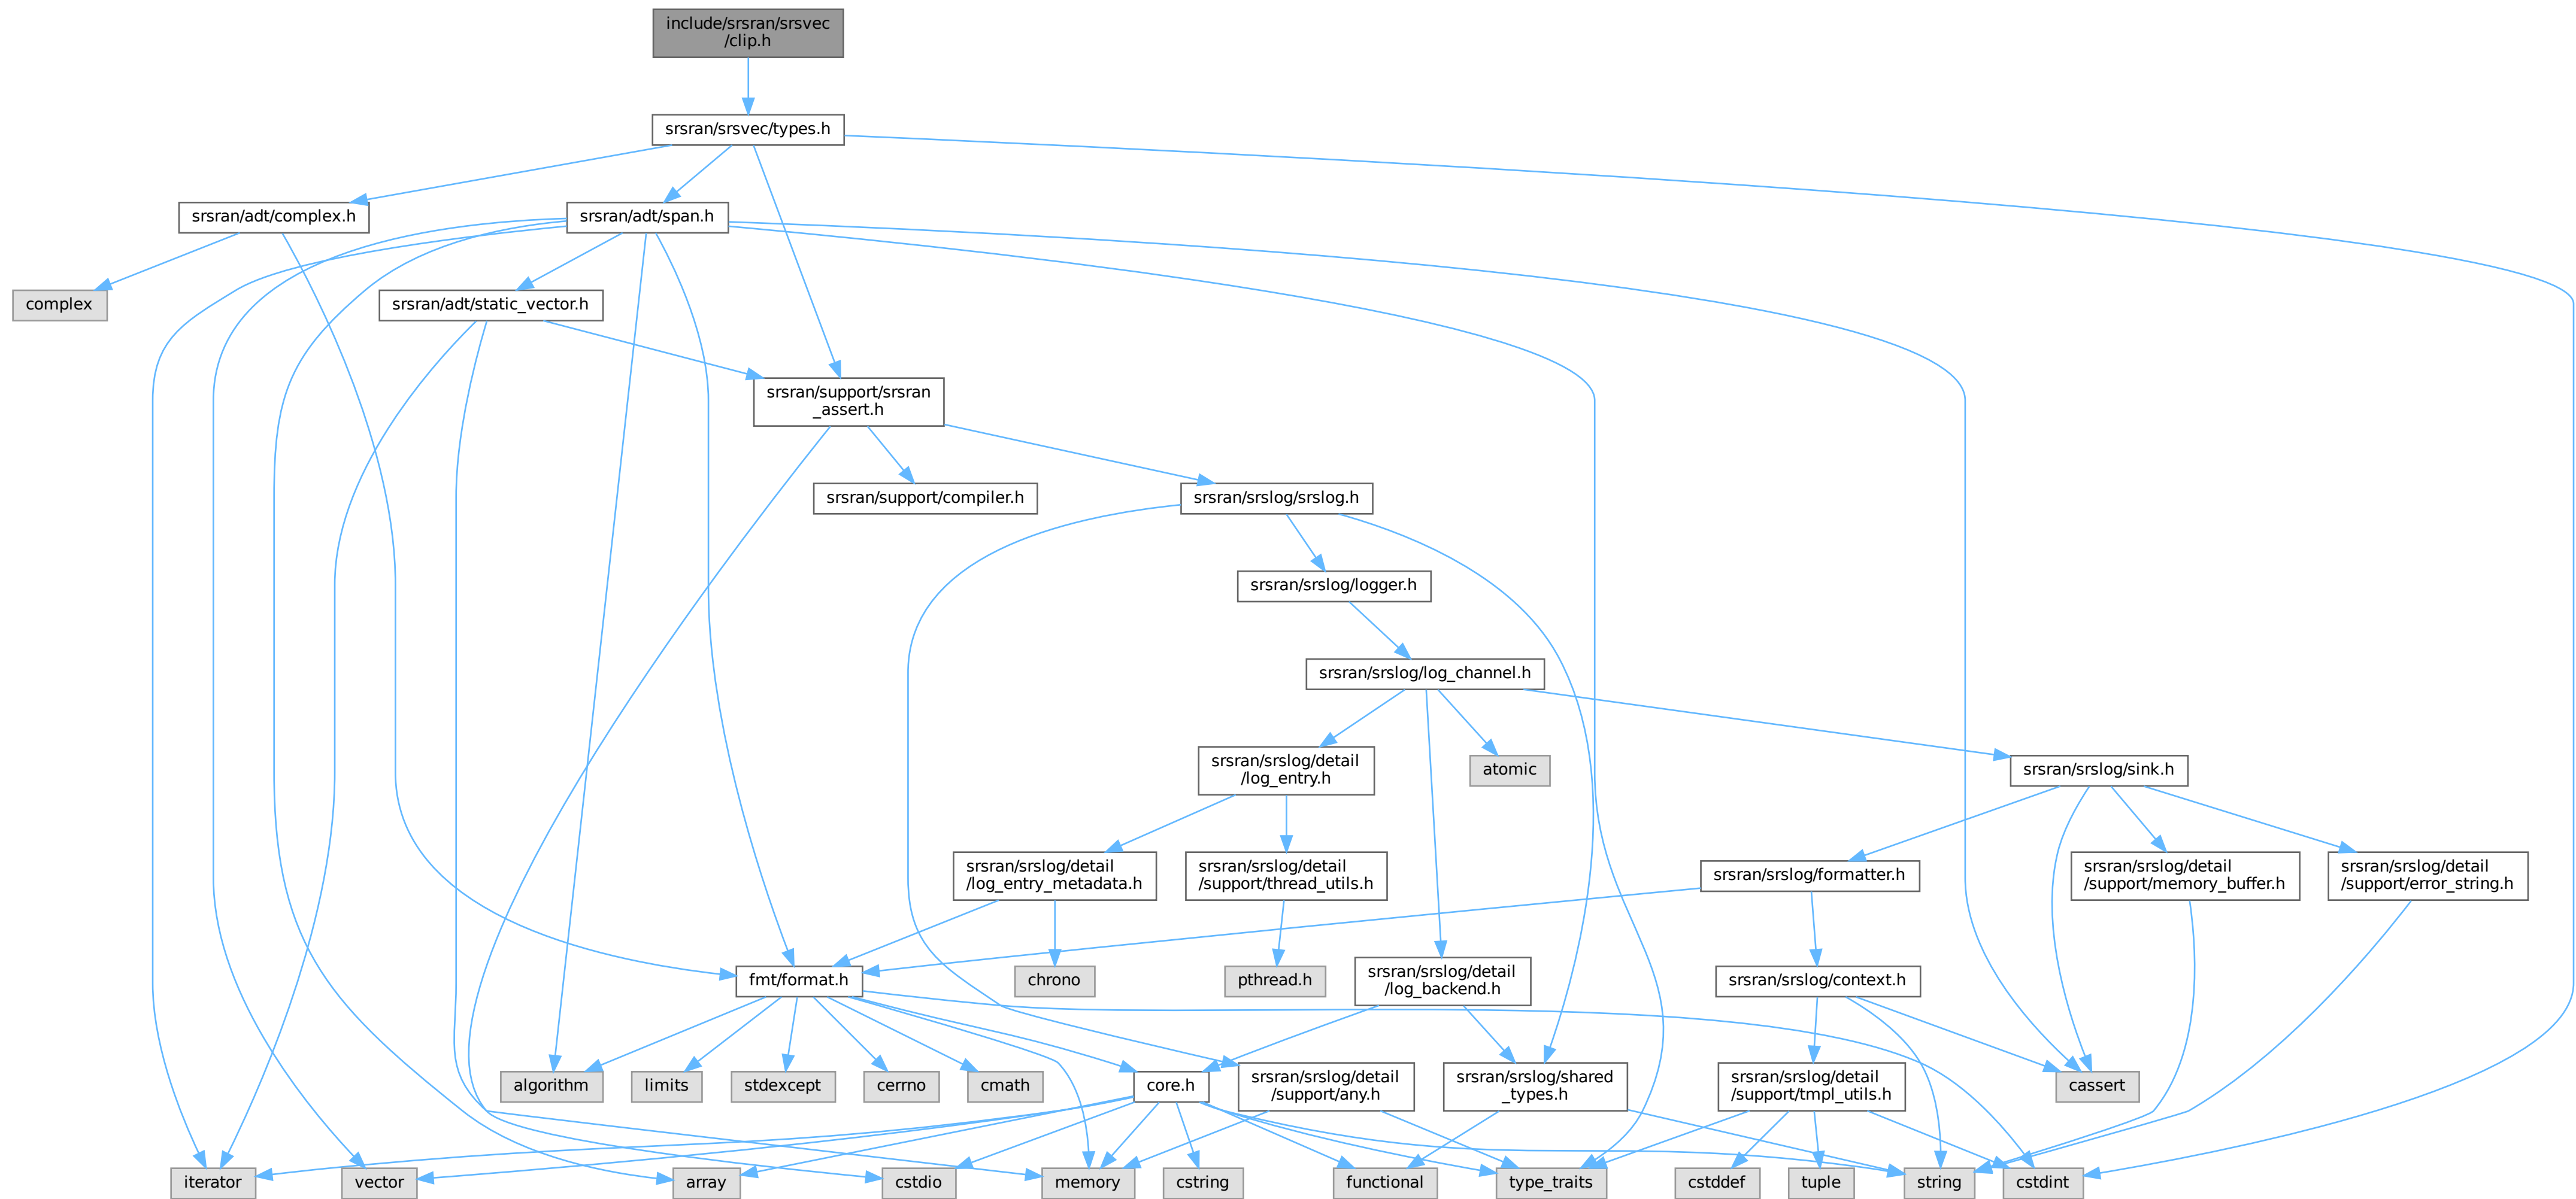 include/srsran/srsvec
/clip.h
srsran/srsvec/types.h
srsran/adt/complex.h
srsran/adt/span.h
complex
srsran/adt/static_vector.h
srsran/support/srsran
_assert.h
srsran/support/compiler.h
srsran/srslog/srslog.h
srsran/srslog/logger.h
srsran/srslog/log_channel.h
srsran/srslog/detail
/log_entry.h
atomic
srsran/srslog/sink.h
srsran/srslog/detail
/log_entry_metadata.h
srsran/srslog/detail
/support/thread_utils.h
srsran/srslog/formatter.h
srsran/srslog/detail
/support/memory_buffer.h
srsran/srslog/detail
/support/error_string.h
fmt/format.h
chrono
pthread.h
srsran/srslog/detail
/log_backend.h
srsran/srslog/context.h
algorithm
limits
stdexcept
cerrno
cmath
core.h
srsran/srslog/detail
/support/any.h
srsran/srslog/shared
_types.h
srsran/srslog/detail
/support/tmpl_utils.h
cassert
iterator
vector
array
cstdio
memory
cstring
functional
type_traits
cstddef
tuple
string
cstdint